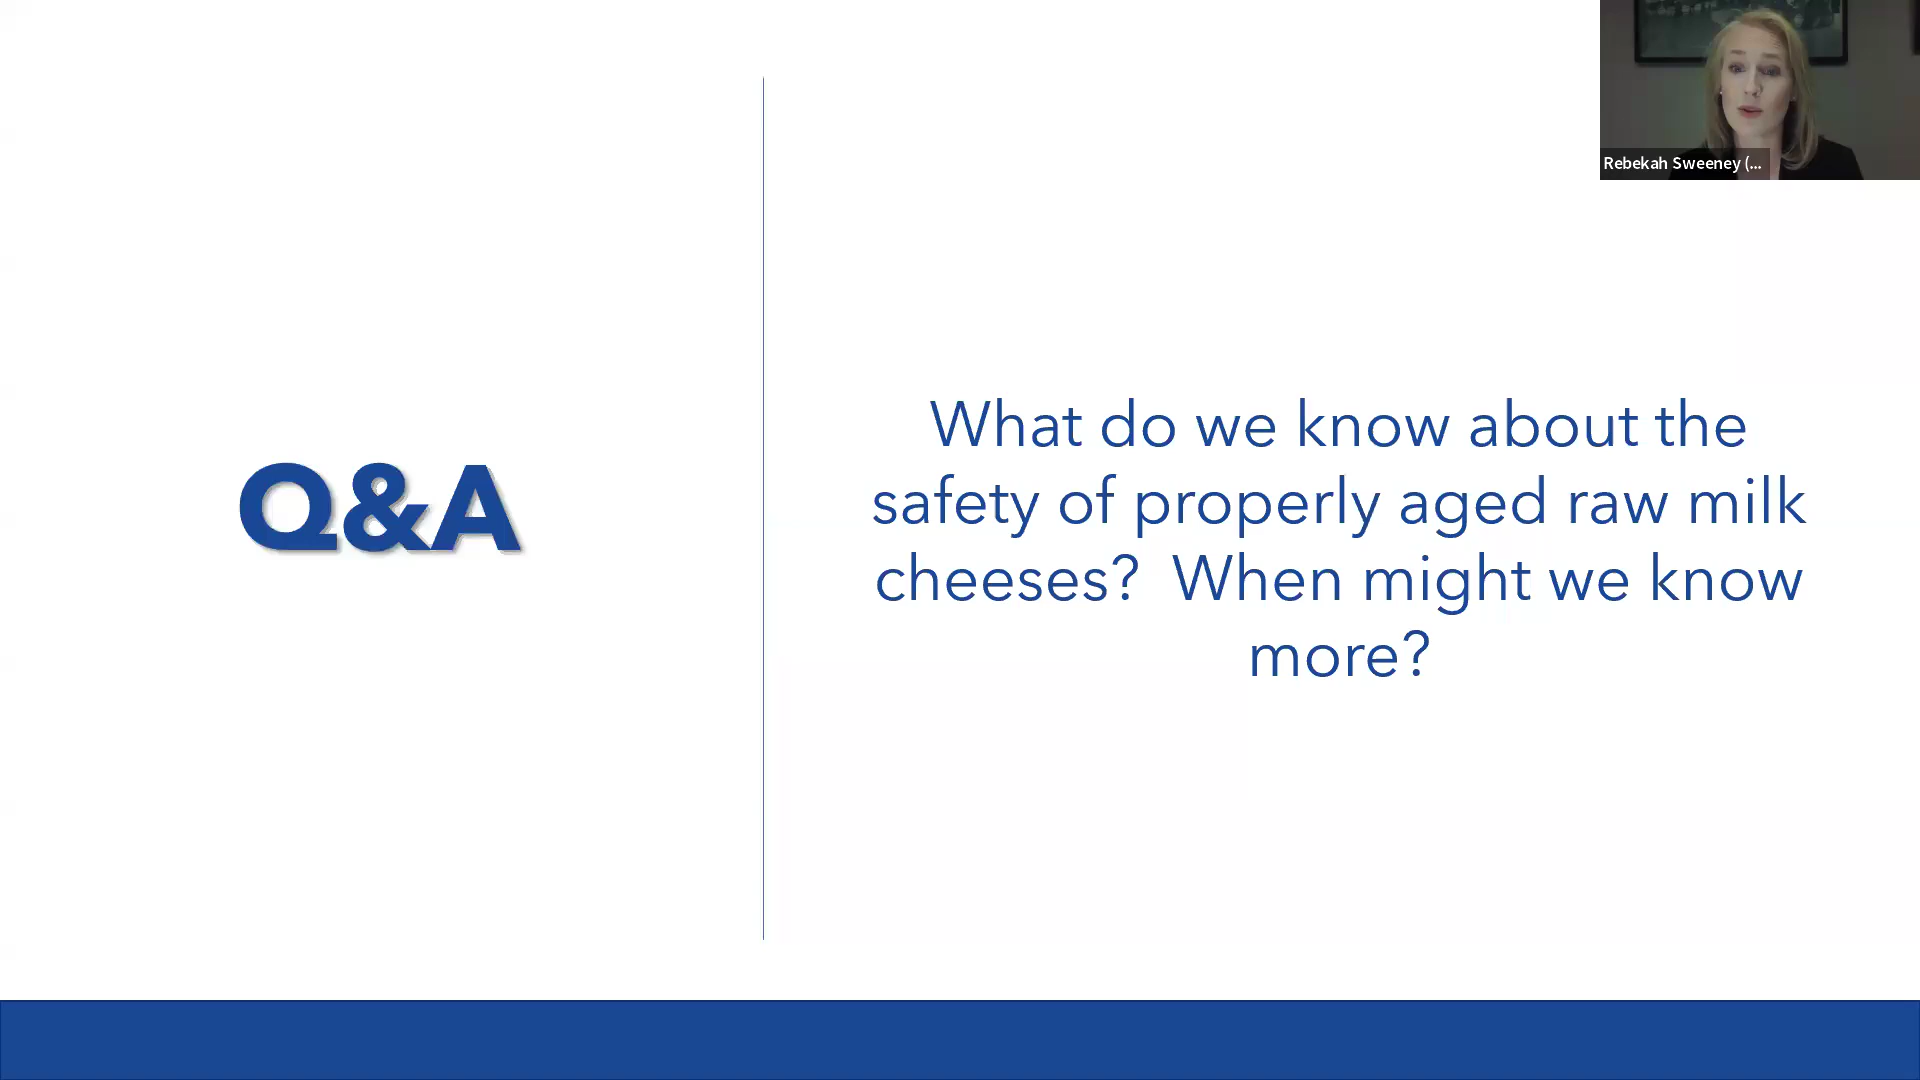 Rebekah Sweeney (...
Q&A
What do we know about the
safety of properly aged raw milk
cheeses?  When might we know
more?